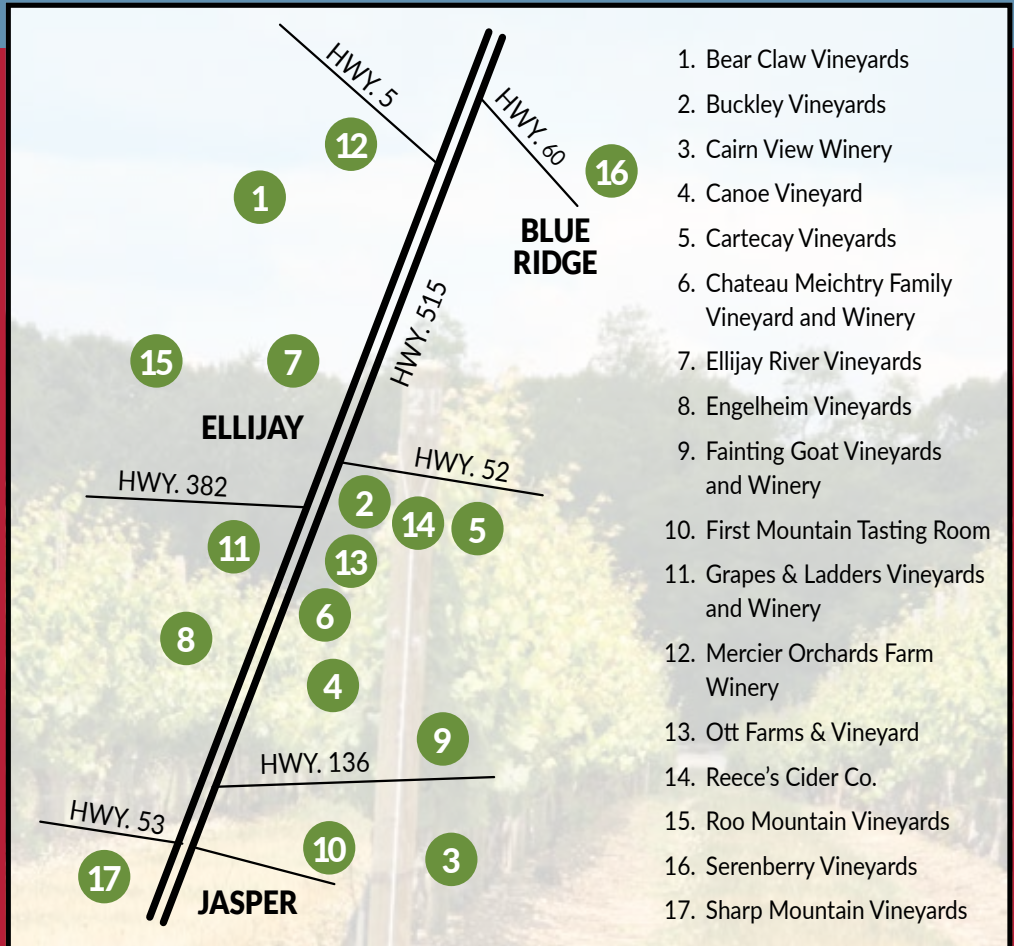 HWY. 5
HWY. 60
12
16
1
BLUE
RIDGE
HWY. 515
15
7
ELLIJAY
HWY. 52
HWY. 382
2
14
5
11
13
6
8
4
9
HWY. 136
HWY. 53
10
3
17
JASPER
1. Bear Claw Vineyards
2. Buckley Vineyards
3. Cairn View Winery
4. Canoe Vineyard
5. Cartecay Vineyards
6. Chateau Meichtry Family
Vineyard and Winery
7. Ellijay River Vineyards
8. Engelheim Vineyards
9. Fainting Goat Vineyards
and Winery
10. First Mountain Tasting Room
11. Grapes & Ladders Vineyards
and Winery
12. Mercier Orchards Farm
Winery
13. Ott Farms & Vineyard
14. Reece’s Cider Co.
15. Roo Mountain Vineyards
16. Serenberry Vineyards
17. Sharp Mountain Vineyards